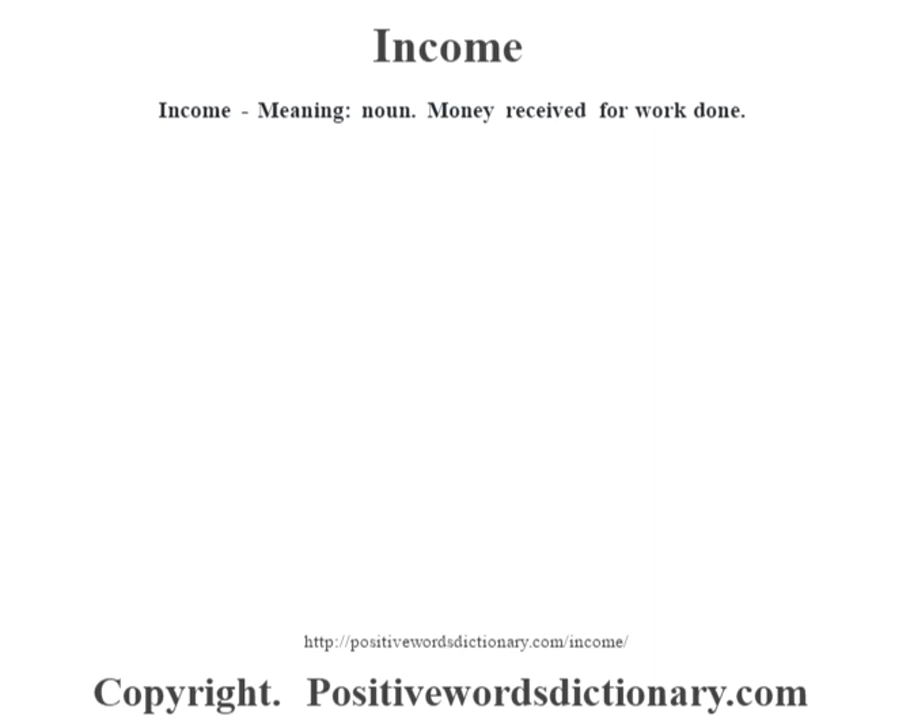 Income
Income - Meaning: noun. Money received for work done.
http://positivewordsdictionary.com/income/
Copyright. Positivewordsdictionary.com